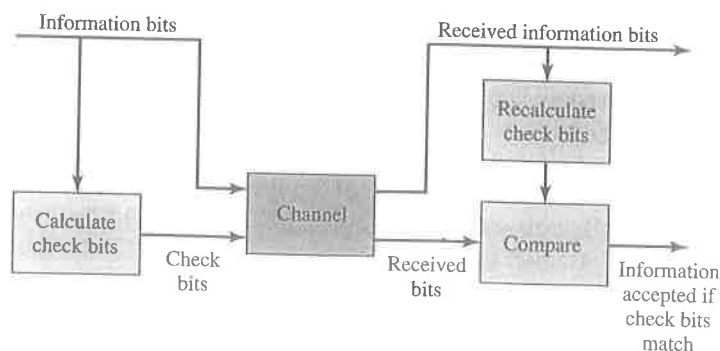 Information bits
Received information bits
Recalculate
check bits
Calculate
check bits
Channel
Compare
Check
bits
Received
bits
Information
accepted if
check bits
match